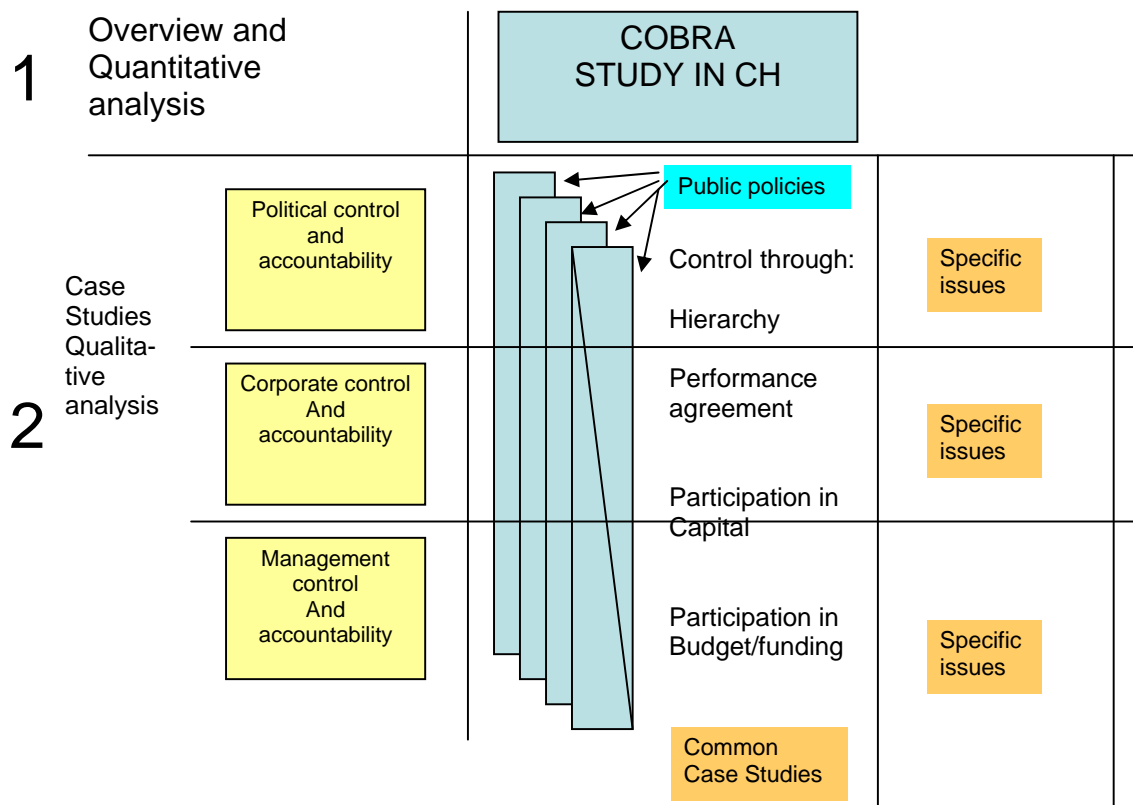 1
Overview and
Quantitative
analysis
COBRA
STUDY IN CH
2
Case
Studies
Qualita-
tive
analysis
Political control
and
accountability
Public policies
Control through:
Hierarchy
Specific
issues
Corporate control
And
accountability
Performance
agreement
Participation in
Capital
Specific
issues
Management
control
And
accountability
Participation in
Budget/funding
Specific
issues
Common
Case Studies